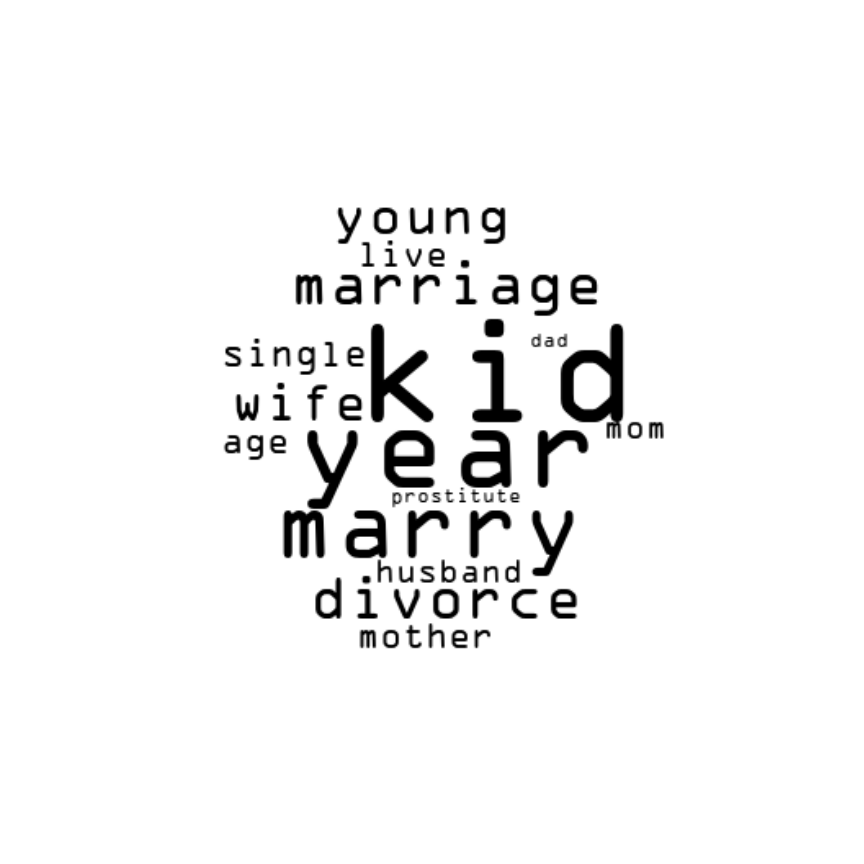 young
live
marriage
single
dad
kid
wife
mom
age
year
prostitute
marry
husband
divorce
mother